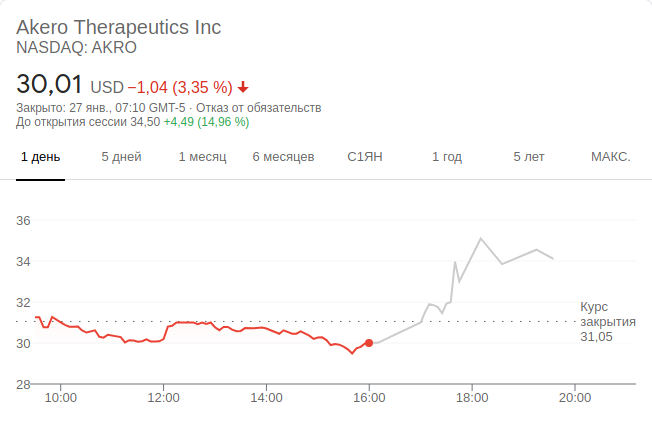 Akero Therapeutics Inc
NASDAQ: AKRO
30,01 USD −1,04 (3,35 %)
Закрыто: 27 янв., 07:10 GMT-5 · Отказ от обязательств
До открытия сессии 34,50 +4,49 (14,96 %)
1 день 5 дней 1 месяц 6 месяцев С1ЯН 1 год 5 лет МАКС.
36
34
32
Курс
закрытия
31,05
30
28
10:00 12:00 14:00 16:00 18:00 20:00